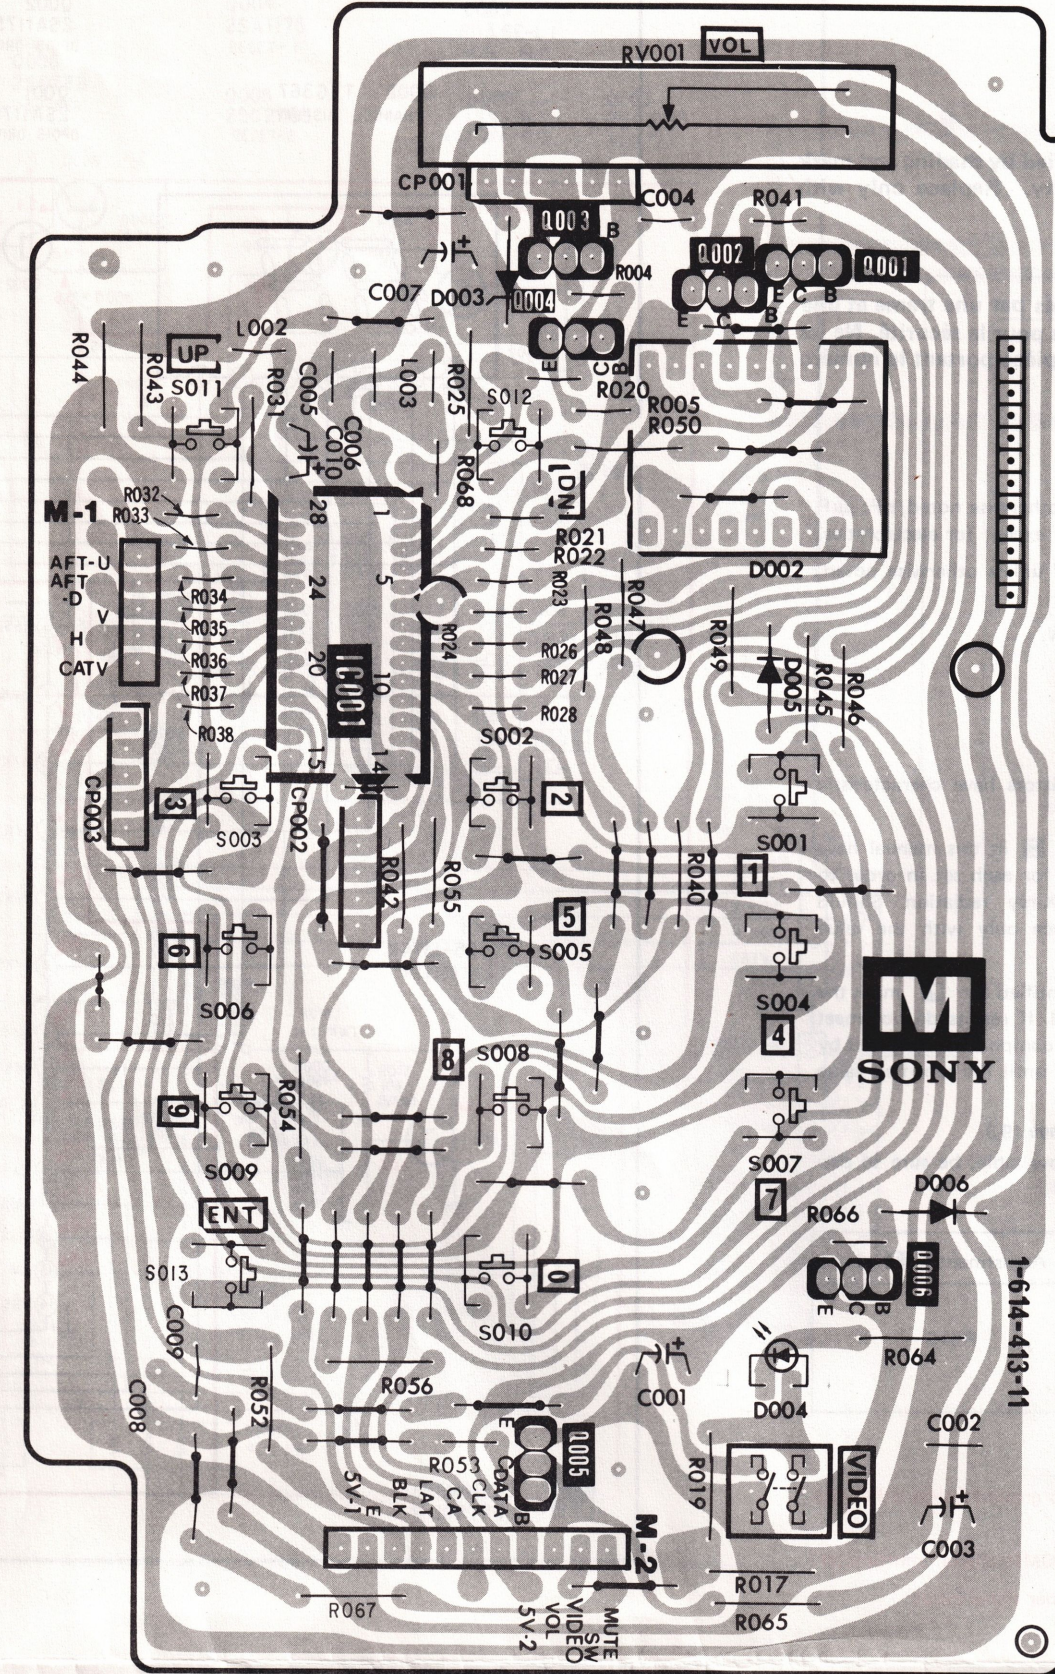 VOL
RV001
CP001
C004
R041
Q003
B
Q002
Q001
R004
E C B
E C B
C007
D003
Q004
E
C
B
L002
R044
R043
UP
S011
R031
C005
C006
C010
L003
R025
S012
R020
R005
R050
R068
DN
R032
R033
M-1
28
1
R021
R022
D002
AFT-U
AFT
-D
V
H
CATV
24
5
R023
R034
R035
R036
R037
R038
R024
R048
R047
R049
R026
R027
R028
20
10
IC001
D005
R045
R046
S002
15
14
CP003
3
S003
CP002
2
S001
R042
R055
R040
1
5
6
S005
S006
S004
M
SONY
4
8
S008
9
R054
S009
S007
7
D006
R066
ENT
S013
0
S010
Q006
E
C
B
1-614-413-11
C009
R056
C001
R064
D004
C008
R052
C002
E
Q005
C
B
R053
R019
VIDEO
5V-1
E
BLK
LAT
CA
CLK
DATA
M-2
C003
R017
R065
R067
5V-2
VOL
VIDEO
SW
MUTE